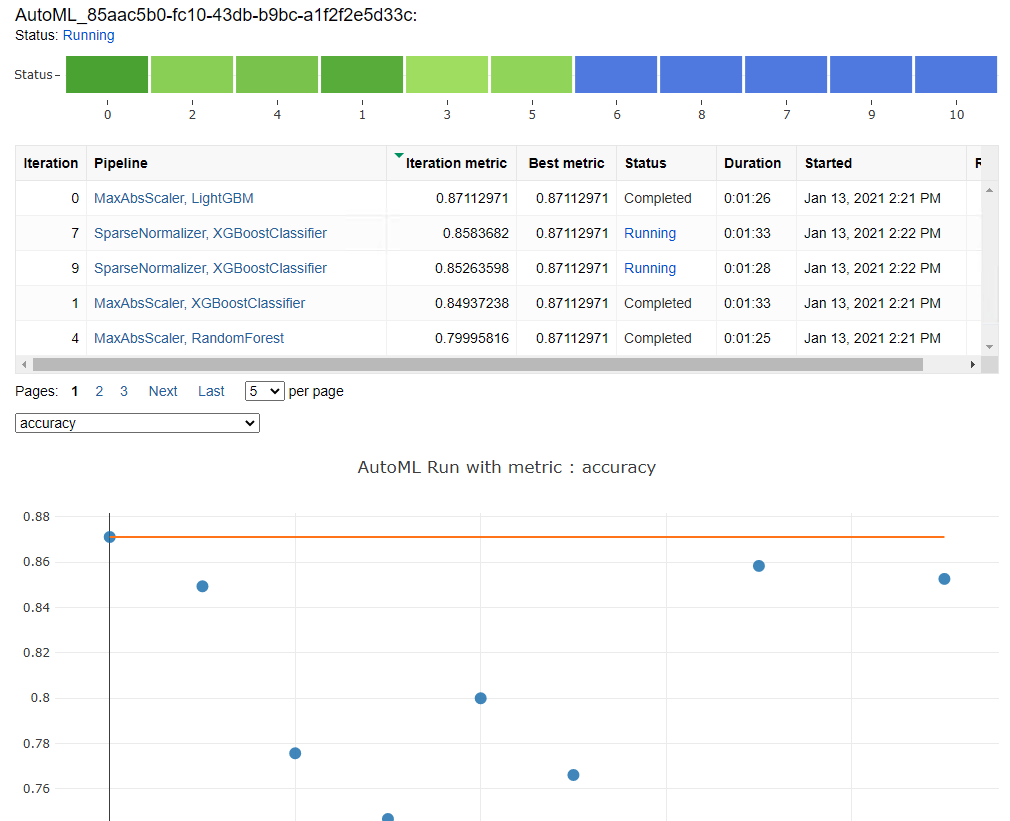 AutoML_85aac5b0-fc10-43db-b9bc-a1f2f2e5d33c:
Status: Running
Status
0 2 4 1 3 5 6 8 7 9 10
Iteration Pipeline Iteration metric Best metric Status Duration Started R
0 MaxAbsScaler, LightGBM 0.87112971 0.87112971 Completed 0:01:26 Jan 13, 2021 2:21 PM
7 SparseNormalizer, XGBoostClassifier 0.8583682 0.87112971 Running 0:01:33 Jan 13, 2021 2:22 PM
9 SparseNormalizer, XGBoostClassifier 0.85263598 0.87112971 Running 0:01:28 Jan 13, 2021 2:22 PM
1 MaxAbsScaler, XGBoostClassifier 0.84937238 0.87112971 Completed 0:01:33 Jan 13, 2021 2:21 PM
4 MaxAbsScaler, RandomForest 0.79995816 0.87112971 Completed 0:01:25 Jan 13, 2021 2:21 PM
Pages: 1 2 3 Next Last 5 per page
accuracy
AutoML Run with metric : accuracy
0.88
0.86
0.84
0.82
0.8
0.78
0.76